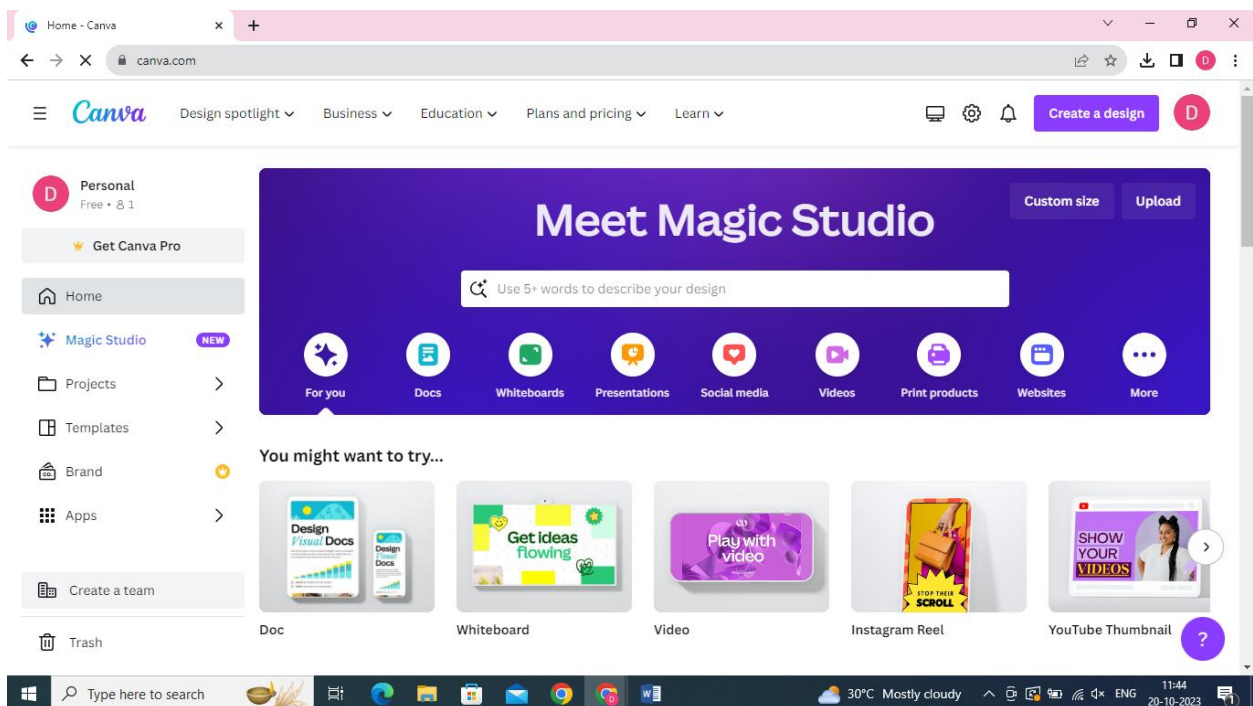 Home - Canva
canva.com
D
Canva
Design spotlight
Business
Education
Plans and pricing
Learn
Create a design
D
D
Personal
Free • 1
Get Canva Pro
Home
Magic Studio NEW
Projects
Templates
CO. Brand
Apps
Create a team
Trash
Custom size
Upload
Meet Magic Studio
Use 5+ words to describe your design
For you
Docs
Whiteboards
Presentations
Social media
Videos
Print products
Websites
More
You might want to try...
Design
Visual Docs
Design
Visual
Docs
Doc
Get ideas
flowing
Whiteboard
Play with
video
Video
STOP THEIR
SCROLL
Instagram Reel
SHOW
YOUR
VIDEOS
YouTube Thumbnail
?
Type here to search
30°C Mostly cloudy
ENG
11:44
20-10-2023